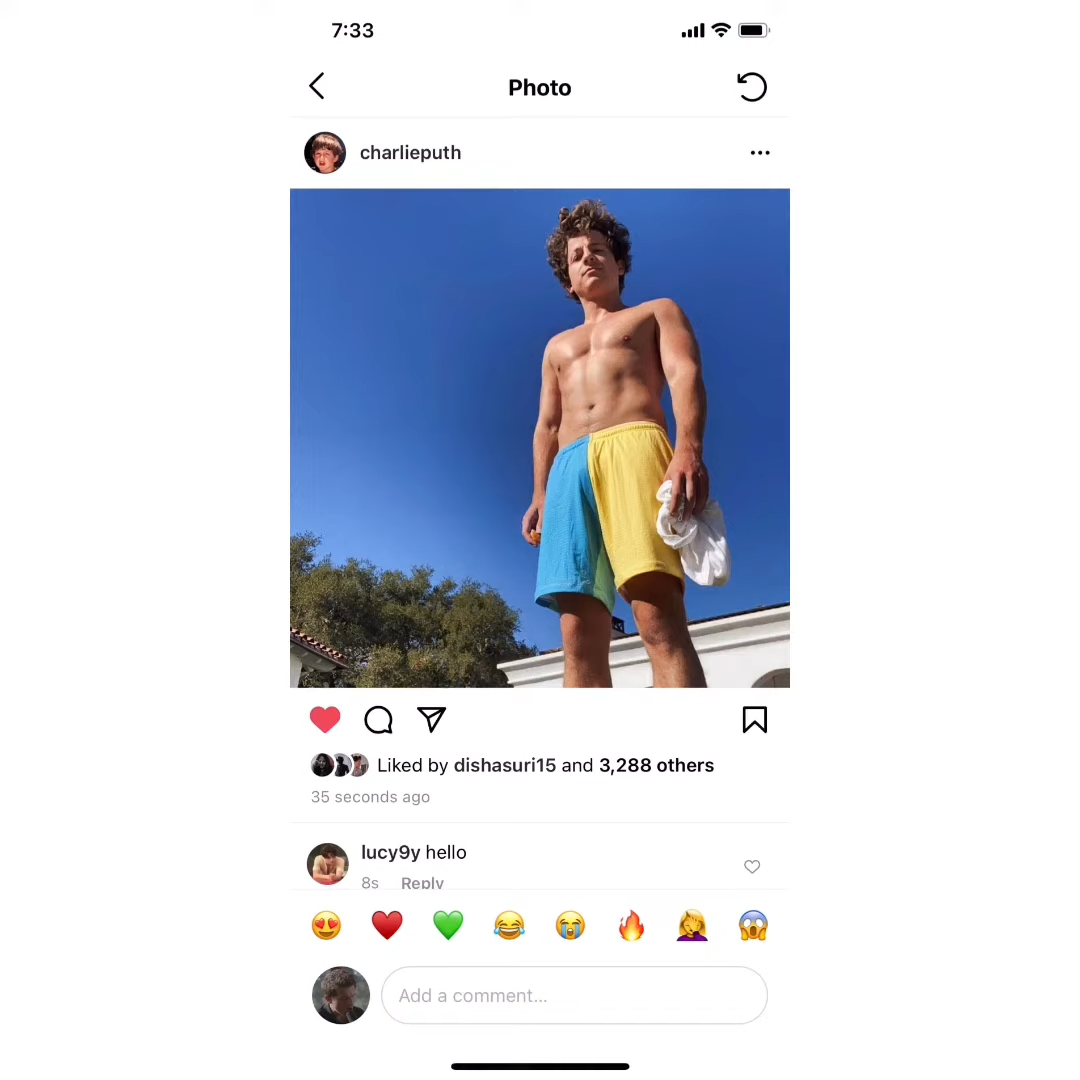 7:33
Photo
charlieputh
Liked by dishasuri15 and 3,288 others
35 seconds ago
lucy9y hello
8s Reply
Add a comment...